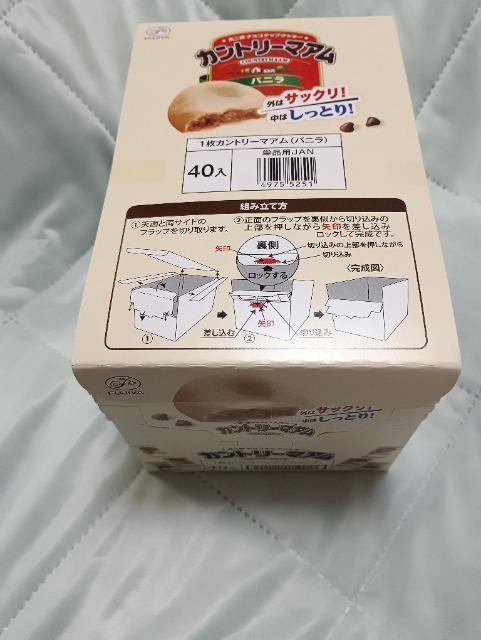 FUJIYA
カントリーマアム
COUNTRY MA'AM
バニラ
外は サックリ!
中は しっとり!
1枚カントリーマアム(バニラ)
40入
単品用JAN
4975 5251
組み立て方
①天面と両サイドの
フラップを切り取ります。
②正面のフラップを裏側から切り込みの
上部を押しながら矢印を差し込み
ロックして完成です。
矢印
裏側
ロックする
切り込みの上部を押しながら
切り込み
〈完成図〉
①
差し込む
②
矢印
切り込み
FUJIYA
外は サックリ!
中は しっとり!
カントリーマアム